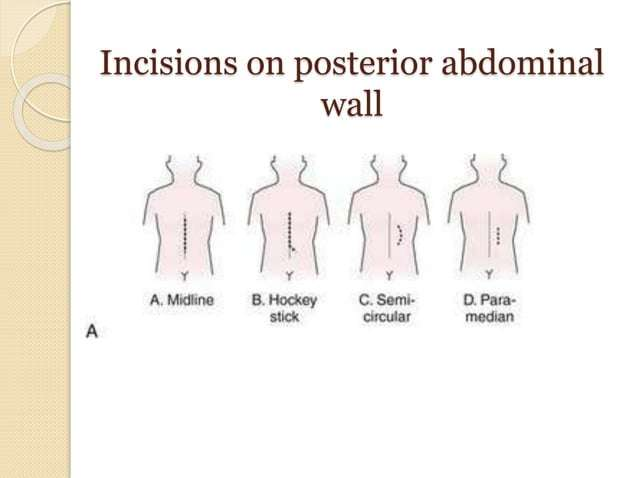 Incisions on posterior abdominal
wall
A. Midline
B. Hockey
stick
C. Semi-
circular
D. Para-
median
A